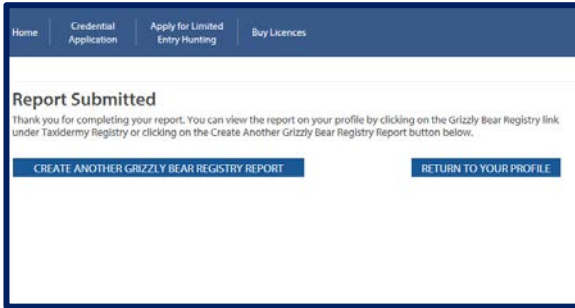 Home
Credential Application
Apply for Limited Entry Hunting
Buy Licences
Report Submitted
Thank you for completing your report. You can view the report on your profile by clicking on the Grizzly Bear Registry link
under Taxidermy Registry or clicking on the Create Another Grizzly Bear Registry Report button below.
CREATE ANOTHER GRIZZLY BEAR REGISTRY REPORT
RETURN TO YOUR PROFILE